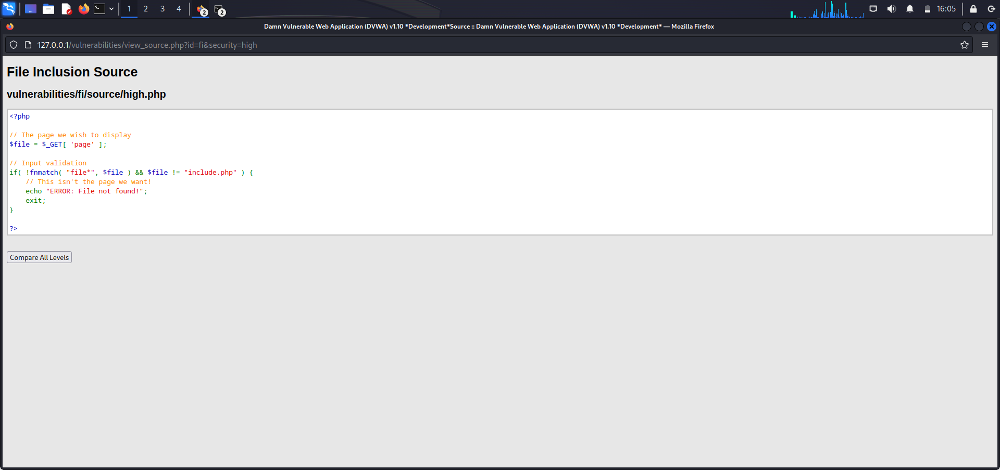 1 2 3 4 2 2 16:05
Damn Vulnerable Web Application (DVWA) v1.10 *Development*Source :: Damn Vulnerable Web Application (DVWA) v1.10 *Development* — Mozilla Firefox
127.0.0.1/vulnerabilities/view_source.php?id=fi&security=high
File Inclusion Source
vulnerabilities/fi/source/high.php
<?php
// The page we wish to display
$file = $_GET[ 'page' ];
// Input validation
if( !fnmatch( "file*", $file ) && $file != "include.php" ) {
    // This isn't the page we want!
    echo "ERROR: File not found!";
    exit;
}
?>
Compare All Levels